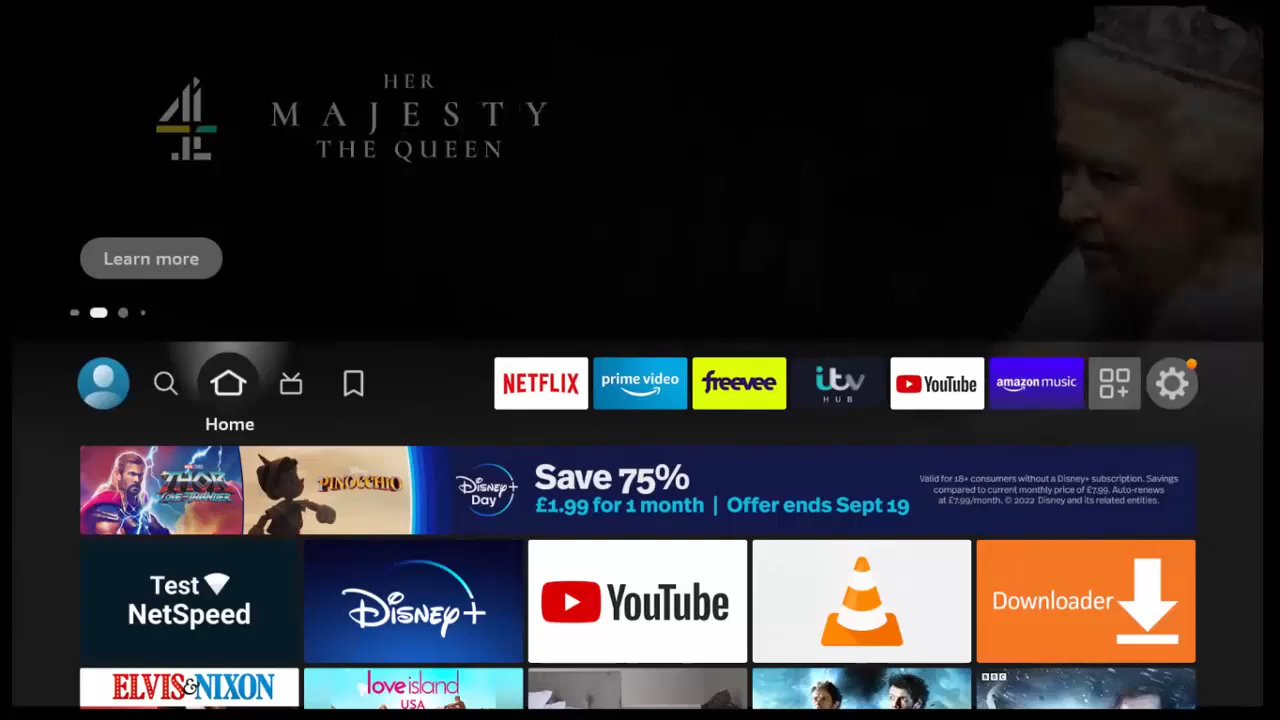 HER
MAJESTY
THE QUEEN
4
Learn more
NETFLIX
prime video
freevee
itv
HUB
YouTube
amazon music
Home
THOR
LOVE AND THUNDER
Disney
PINOCCHIO
Disney+
Day
Save 75%
£1.99 for 1 month | Offer ends Sept 19
Valid for 18+ consumers without a Disney+ subscription. Savings
compared to current monthly price of £7.99. Auto-renews
at £7.99/month. © 2022 Disney and its related entities.
Test
NetSpeed
Disney+
YouTube
Downloader
ELVIS & NIXON
love island
USA
BBC